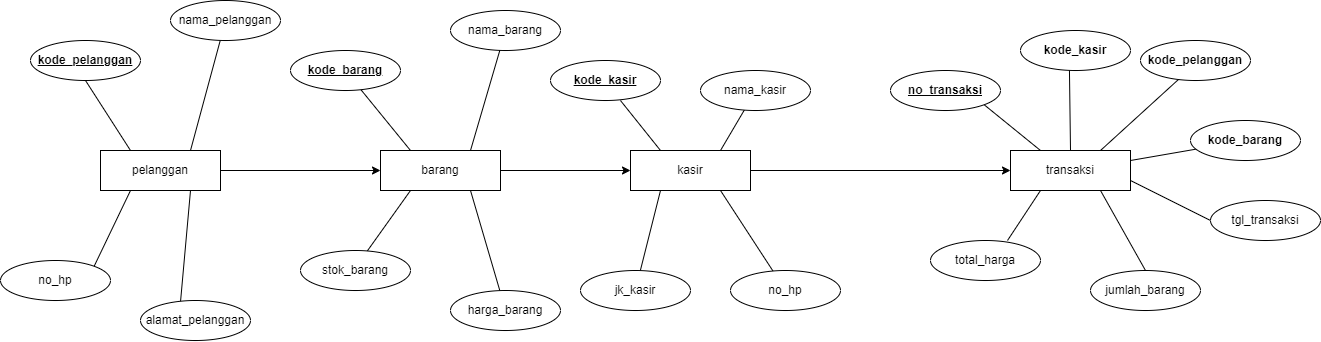 nama_pelanggan
kode_pelanggan
pelanggan
no_hp
alamat_pelanggan
nama_barang
kode_barang
barang
stok_barang
harga_barang
kode_kasir
nama_kasir
kasir
jk_kasir
no_hp
kode_kasir
kode_pelanggan
no_transaksi
kode_barang
transaksi
tgl_transaksi
total_harga
jumlah_barang